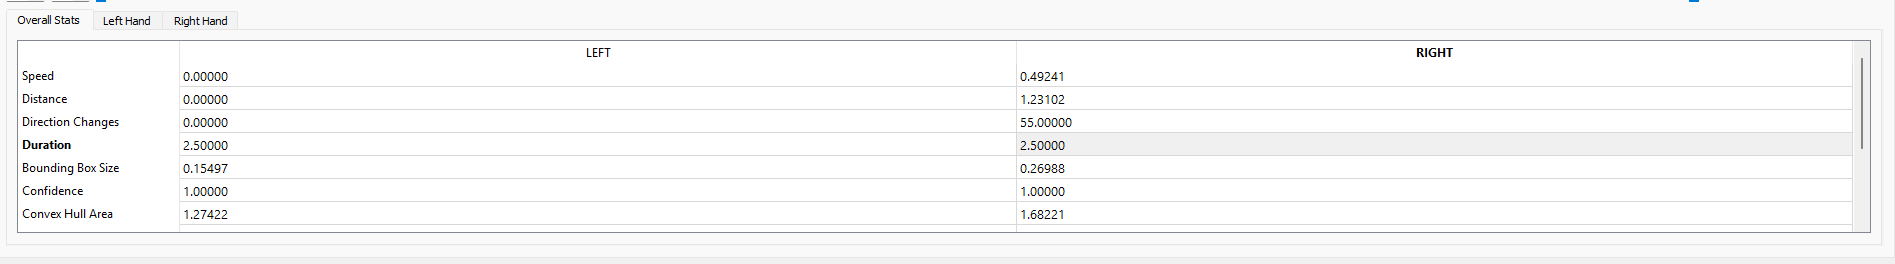 Overall Stats Left Hand Right Hand
LEFT RIGHT
Speed 0.00000 0.49241
Distance 0.00000 1.23102
Direction Changes 0.00000 55.00000
Duration 2.50000 2.50000
Bounding Box Size 0.15497 0.26988
Confidence 1.00000 1.00000
Convex Hull Area 1.27422 1.68221